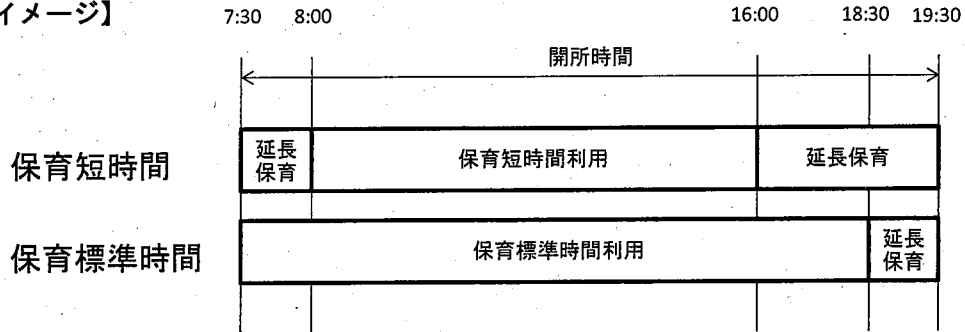 イメージ】
7:30 8:00 16:00 18:30 19:30
開所時間
保育短時間
延長
保育
保育短時間利用
延長保育
保育標準時間
保育標準時間利用
延長
保育